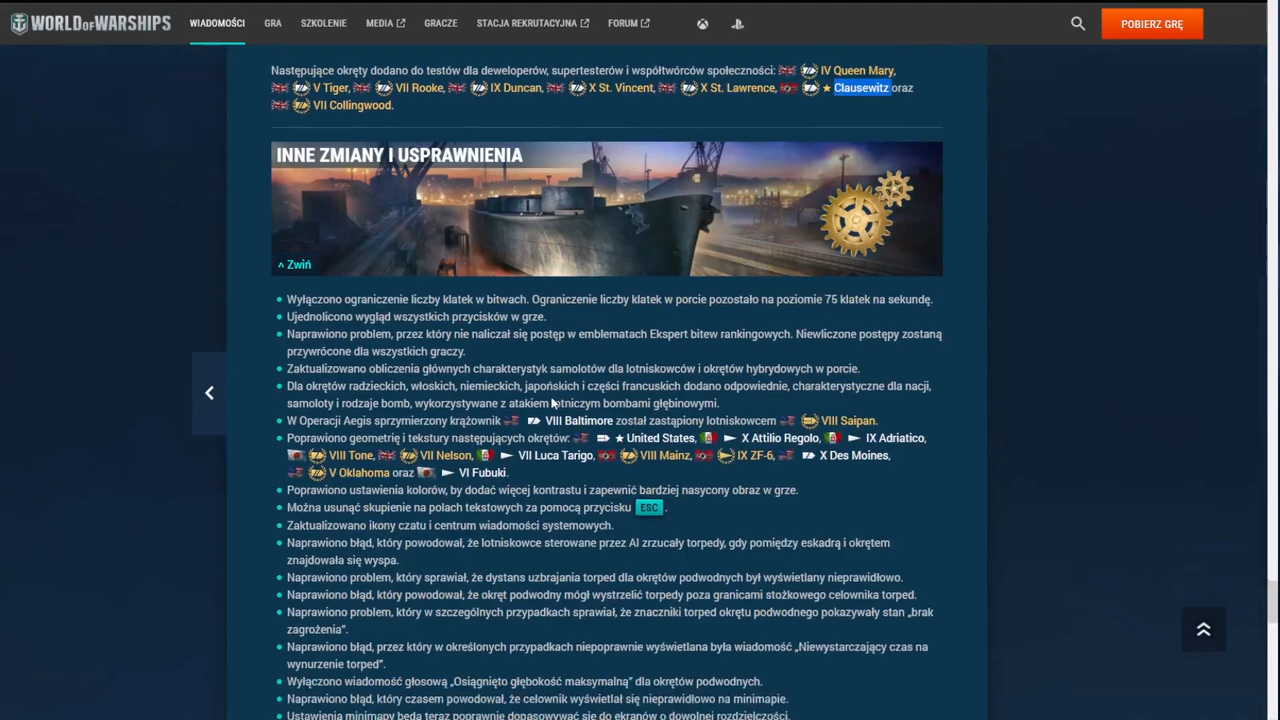 WORLD OF WARSHIPS WIADOMOŚCI GRA SZKOLENIE MEDIA GRACZE STACJA REKRUTACYJNA FORUM POBIERZ GRĘ
Następujące okręty dodano do testów dla deweloperów, supertesterów i współtwórców społeczności: IV Queen Mary,
V Tiger, VII Rooke, IX Duncan, X St. Vincent, X St. Lawrence, ★ Clausewitz oraz
VII Collingwood.
INNE ZMIANY I USPRAWNIENIA
^ Zwiń
• Wyłączono ograniczenie liczby klatek w bitwach. Ograniczenie liczby klatek w porcie pozostało na poziomie 75 klatek na sekundę.
• Ujednolicono wygląd wszystkich przycisków w grze.
• Naprawiono problem, przez który nie naliczał się postęp w emblematach Ekspert bitew rankingowych. Niewliczone postępy zostaną
przywrócone dla wszystkich graczy.
• Zaktualizowano obliczenia głównych charakterystyk samolotów dla lotniskowców i okrętów hybrydowych w porcie.
• Dla okrętów radzieckich, włoskich, niemieckich, japońskich i części francuskich dodano odpowiednie, charakterystyczne dla nacji,
samoloty i rodzaje bomb, wykorzystywane z atakiem lotniczym bombami głębinowymi.
• W Operacji Aegis sprzymierzony krążownik VIII Baltimore został zastąpiony lotniskowcem VIII Saipan.
• Poprawiono geometrię i tekstury następujących okrętów: ★ United States, X Attilio Regolo, IX Adriatico,
VIII Tone, VII Nelson, VII Luca Tarigo, VIII Mainz, IX ZF-6, X Des Moines,
V Oklahoma oraz VI Fubuki.
• Poprawiono ustawienia kolorów, by dodać więcej kontrastu i zapewnić bardziej nasycony obraz w grze.
• Można usunąć skupienie na polach tekstowych za pomocą przycisku ESC .
• Zaktualizowano ikony czatu i centrum wiadomości systemowych.
• Naprawiono błąd, który powodował, że lotniskowce sterowane przez AI zrzucały torpedy, gdy pomiędzy eskadrą i okrętem
znajdowała się wyspa.
• Naprawiono problem, który sprawiał, że dystans uzbrajania torped dla okrętów podwodnych był wyświetlany nieprawidłowo.
• Naprawiono błąd, który powodował, że okręt podwodny mógł wystrzelić torpedy poza granicami stożkowego celownika torped.
• Naprawiono problem, który w szczególnych przypadkach sprawiał, że znaczniki torped okrętu podwodnego pokazywały stan „brak
zagrożenia”.
• Naprawiono błąd, przez który w określonych przypadkach niepoprawnie wyświetlana była wiadomość „Niewystarczający czas na
wynurzenie torped”.
• Wyłączono wiadomość głosową „Osiągnięto głębokość maksymalną” dla okrętów podwodnych.
• Naprawiono błąd, który czasem powodował, że celownik wyświetlał się nieprawidłowo na minimapie.
• Ustawienia minimapy będą teraz poprawnie dopasowywać się do ekranów o dowolnej rozdzielczości.